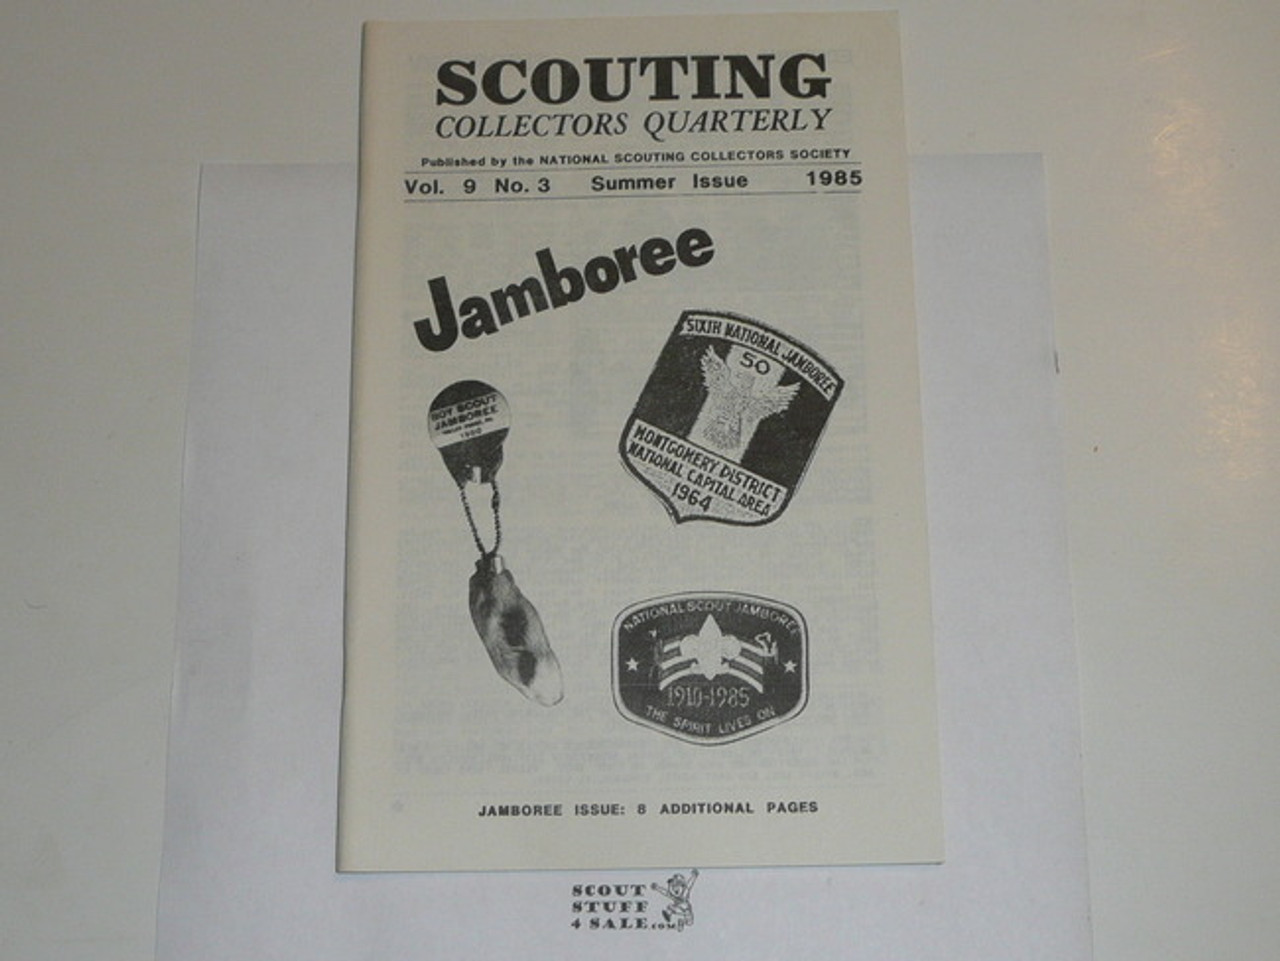 SCOUTING
COLLECTORS QUARTERLY
Published by the NATIONAL SCOUTING COLLECTORS SOCIETY
Vol. 9 No. 3 Summer Issue 1985
Jamboree
SIXTH NATIONAL JAMBOREE
50
MONTGOMERY DISTRICT
NATIONAL CAPITAL AREA
1964
BOY SCOUT
JAMBOREE
1950
NATIONAL SCOUT JAMBOREE
1910-1985
THE SPIRIT LIVES ON
JAMBOREE ISSUE: 8 ADDITIONAL PAGES
SCOUT
STUFF
4 SALE.COM